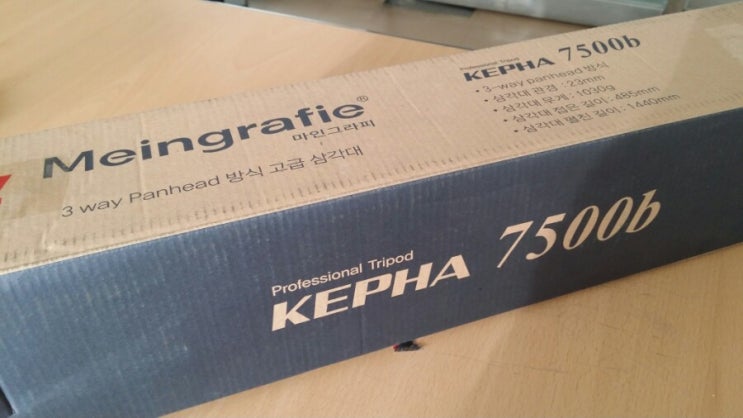 Meingrafie®
마인그라피
3 way Panhead 방식 고급 삼각대
Professional Tripod
KEPHA 7500b
• 3-way panhead 방식
• 삼각대 관경 : 23mm
• 삼각대 무게 : 1030g
• 삼각대 접은 길이 : 485mm
• 삼각대 펼친 길이 : 1440mm
Professional Tripod
KEPHA 7500b